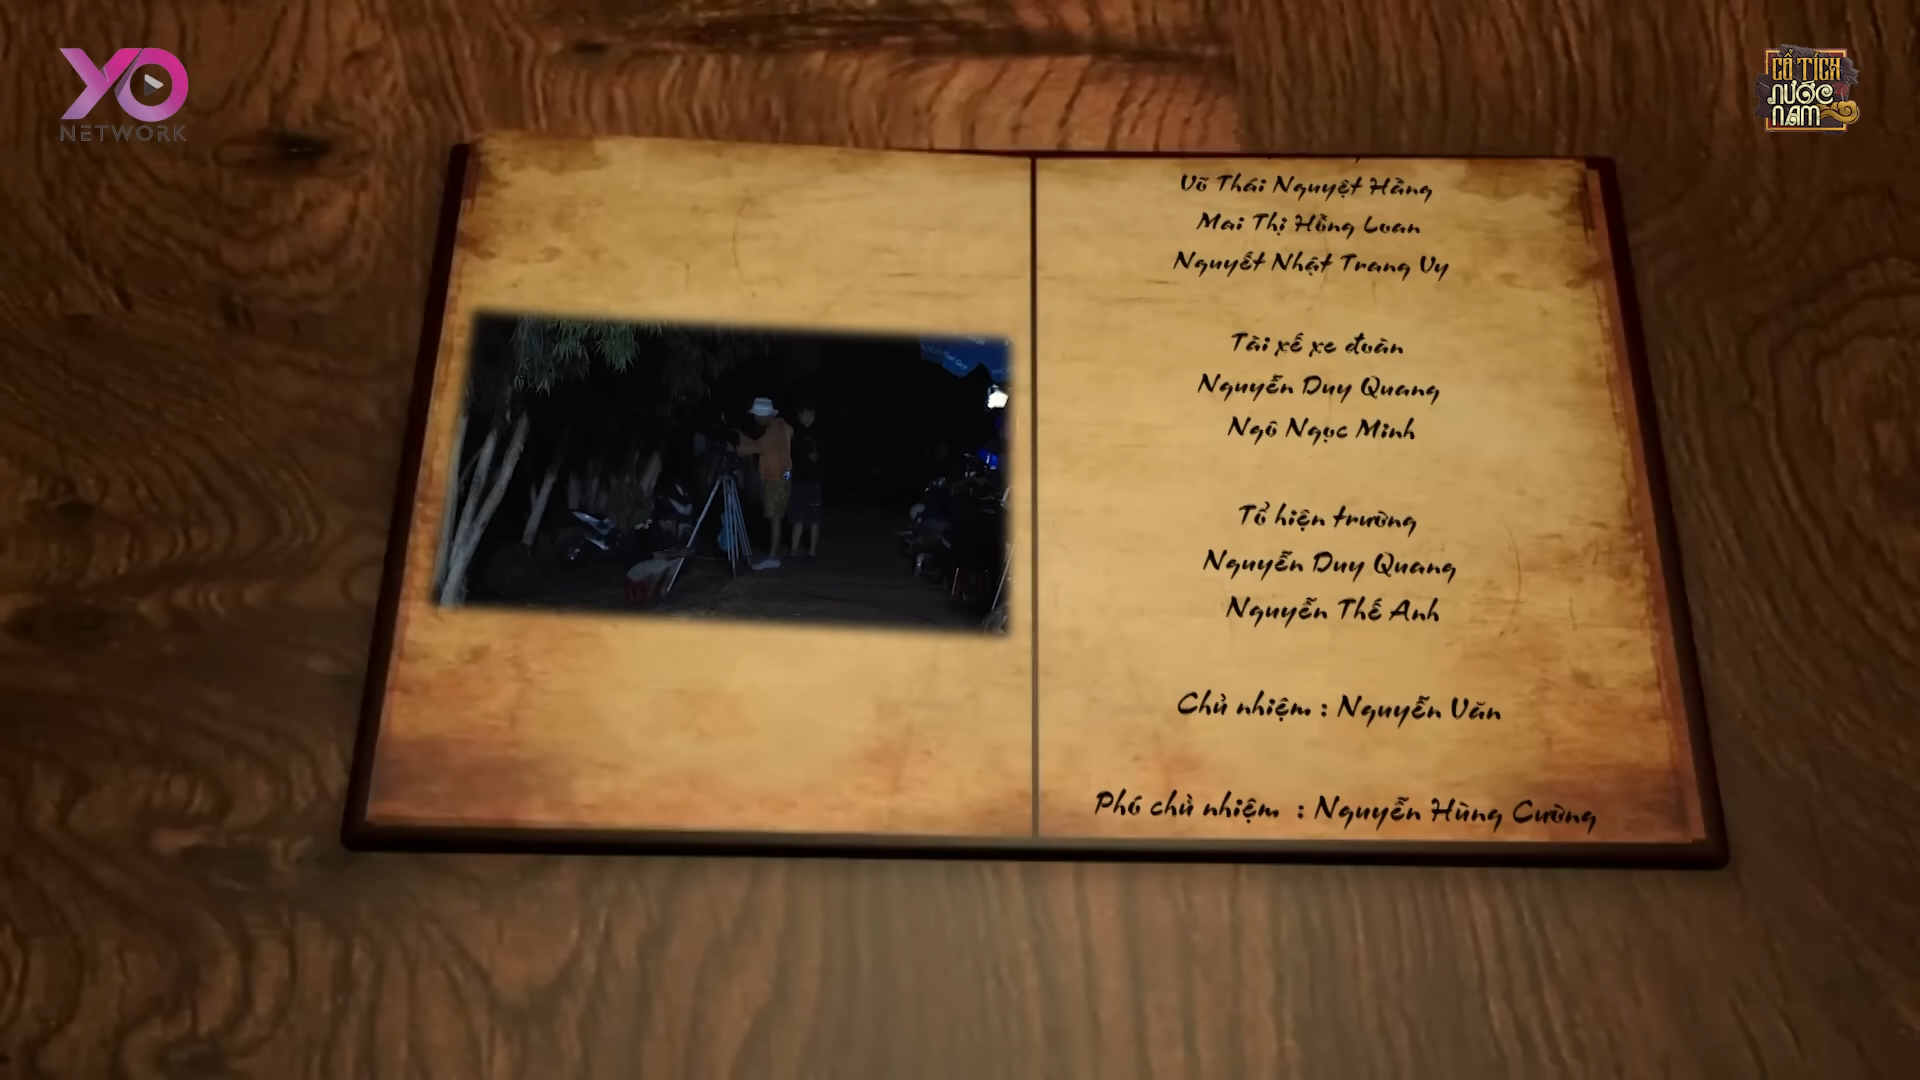 YO
NETWORK
CỔ TÍCH
NƯỚC
NAM
Võ Thái Nguyệt Hằng
Mai Thị Hồng Loan
Nguyết Nhật Trang Vy
Tài xế xe đoàn
Nguyễn Duy Quang
Ngô Ngọc Minh
Tổ hiện trường
Nguyễn Duy Quang
Nguyễn Thế Anh
Chủ nhiệm : Nguyễn Văn
Phó chủ nhiệm : Nguyễn Hùng Cường